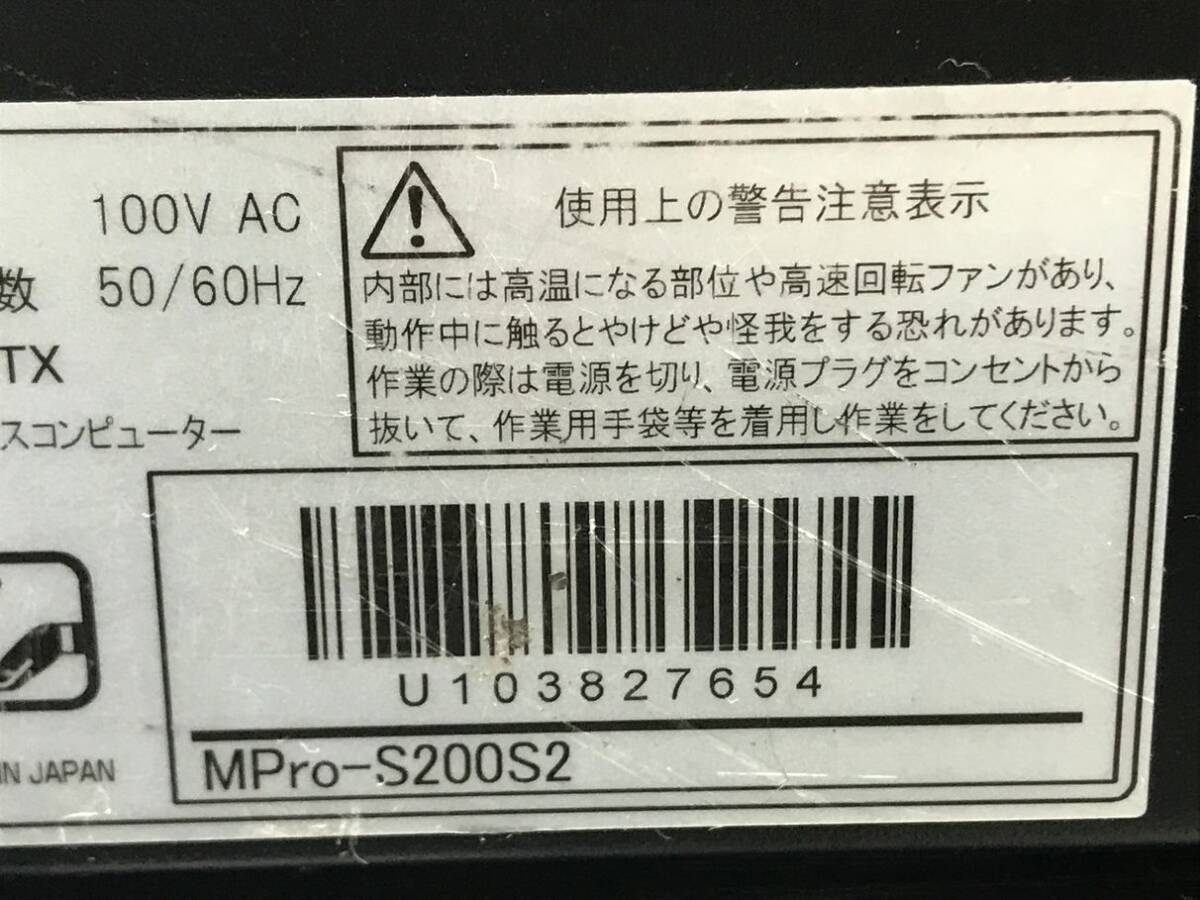 100V AC
数 50/60Hz
TX
スコンピューター
使用上の警告注意表示
内部には高温になる部位や高速回転ファンがあり、
動作中に触るとやけどや怪我をする恐れがあります。
作業の際は電源を切り、電源プラグをコンセントから
抜いて、作業用手袋等を着用し作業をしてください。
U103827654
IN JAPAN
MPro-S200S2